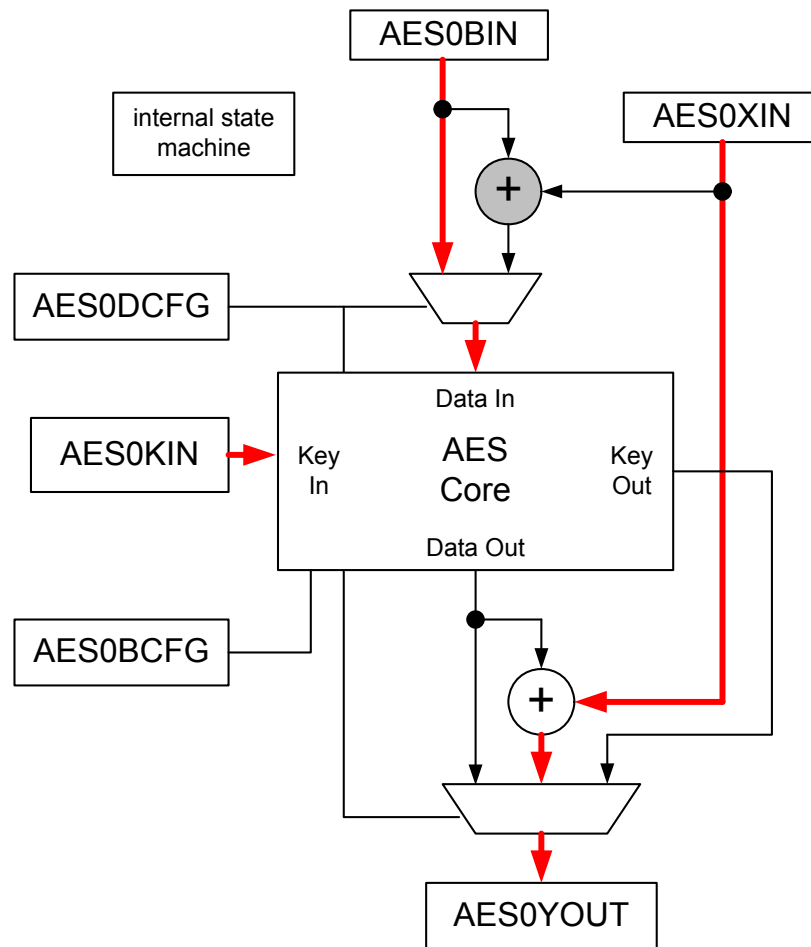 AES0BIN
internal state
machine
AES0XIN
+
AES0DCFG
Data In
AES0KIN
Key
In
AES
Core
Key
Out
Data Out
AES0BCFG
+
AES0YOUT